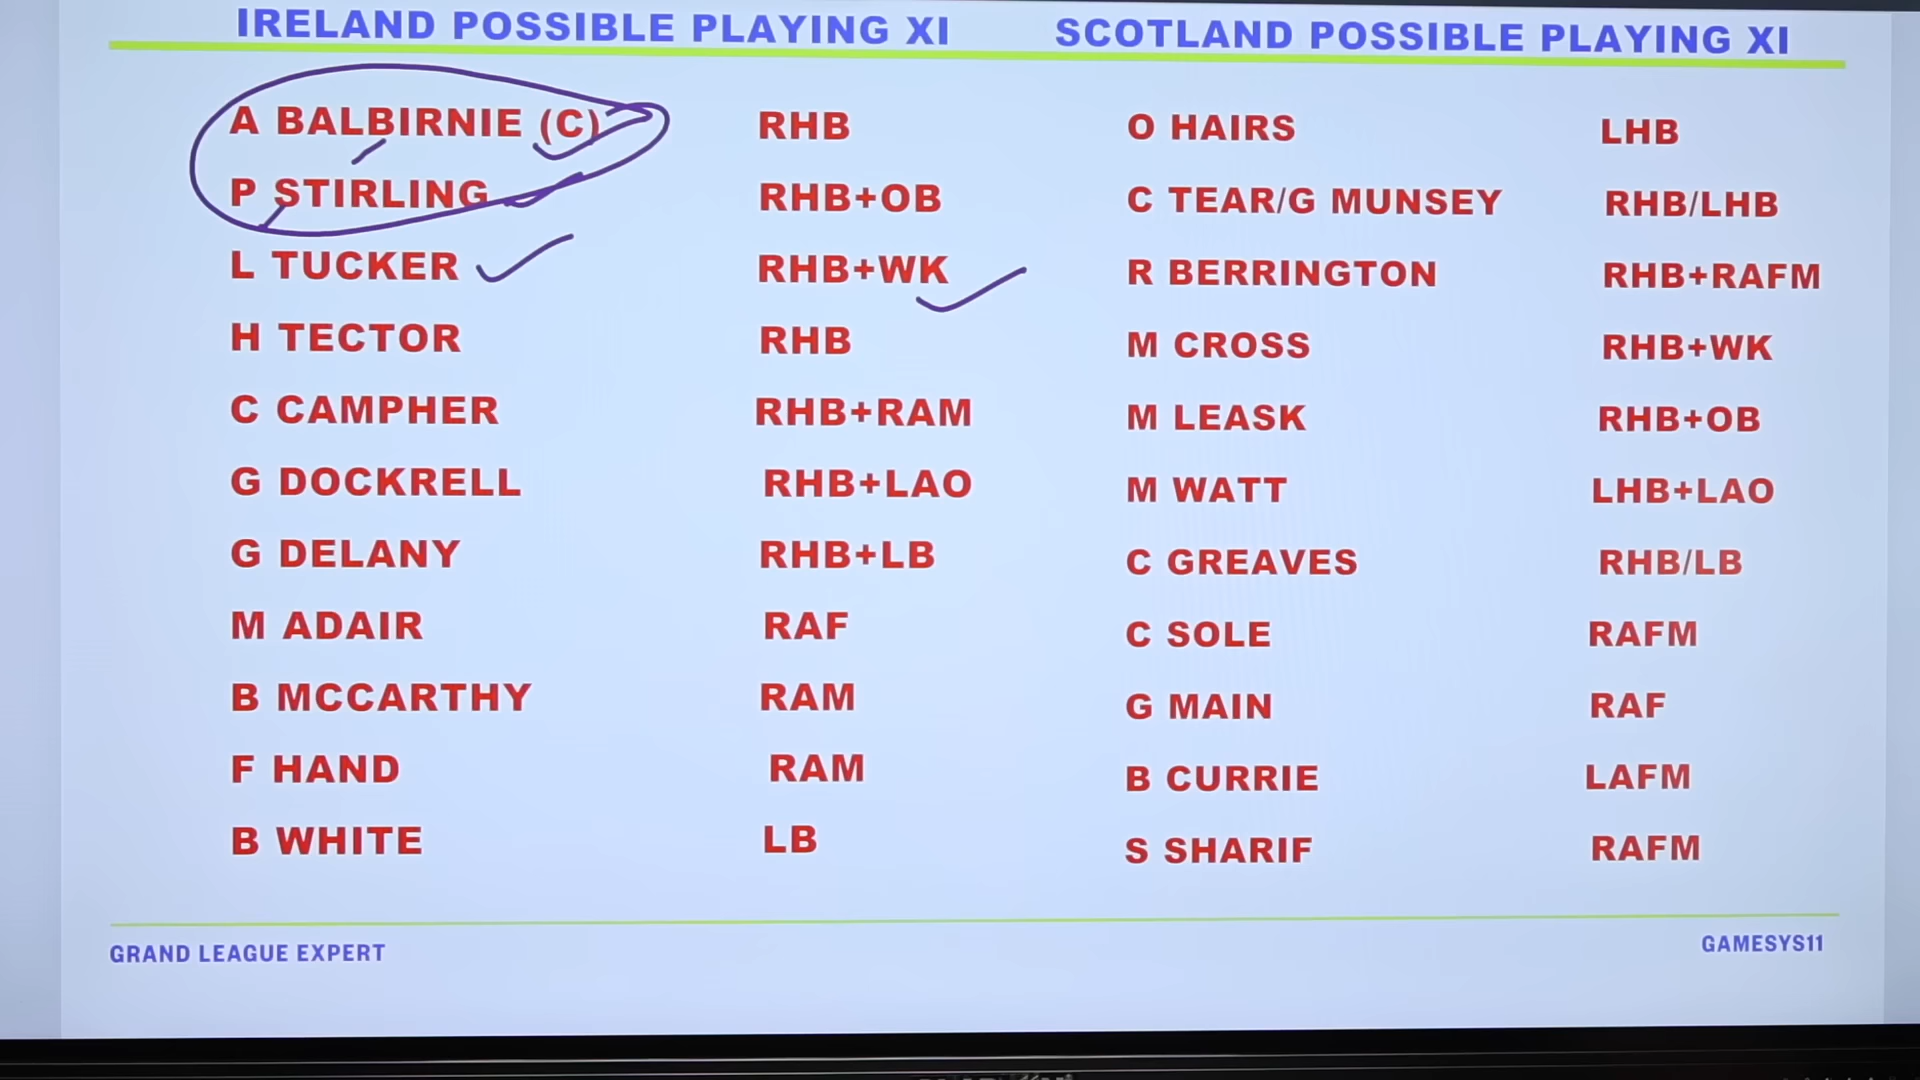 IRELAND POSSIBLE PLAYING XI SCOTLAND POSSIBLE PLAYING XI
A BALBIRNIE (C) RHB O HAIRS LHB
P STIRLING RHB+OB C TEAR/G MUNSEY RHB/LHB
L TUCKER RHB+WK R BERRINGTON RHB+RAFM
H TECTOR RHB M CROSS RHB+WK
C CAMPHER RHB+RAM M LEASK RHB+OB
G DOCKRELL RHB+LAO M WATT LHB+LAO
G DELANY RHB+LB C GREAVES RHB/LB
M ADAIR RAF C SOLE RAFM
B MCCARTHY RAM G MAIN RAF
F HAND RAM B CURRIE LAFM
B WHITE LB S SHARIF RAFM
GRAND LEAGUE EXPERT GAMESYS11